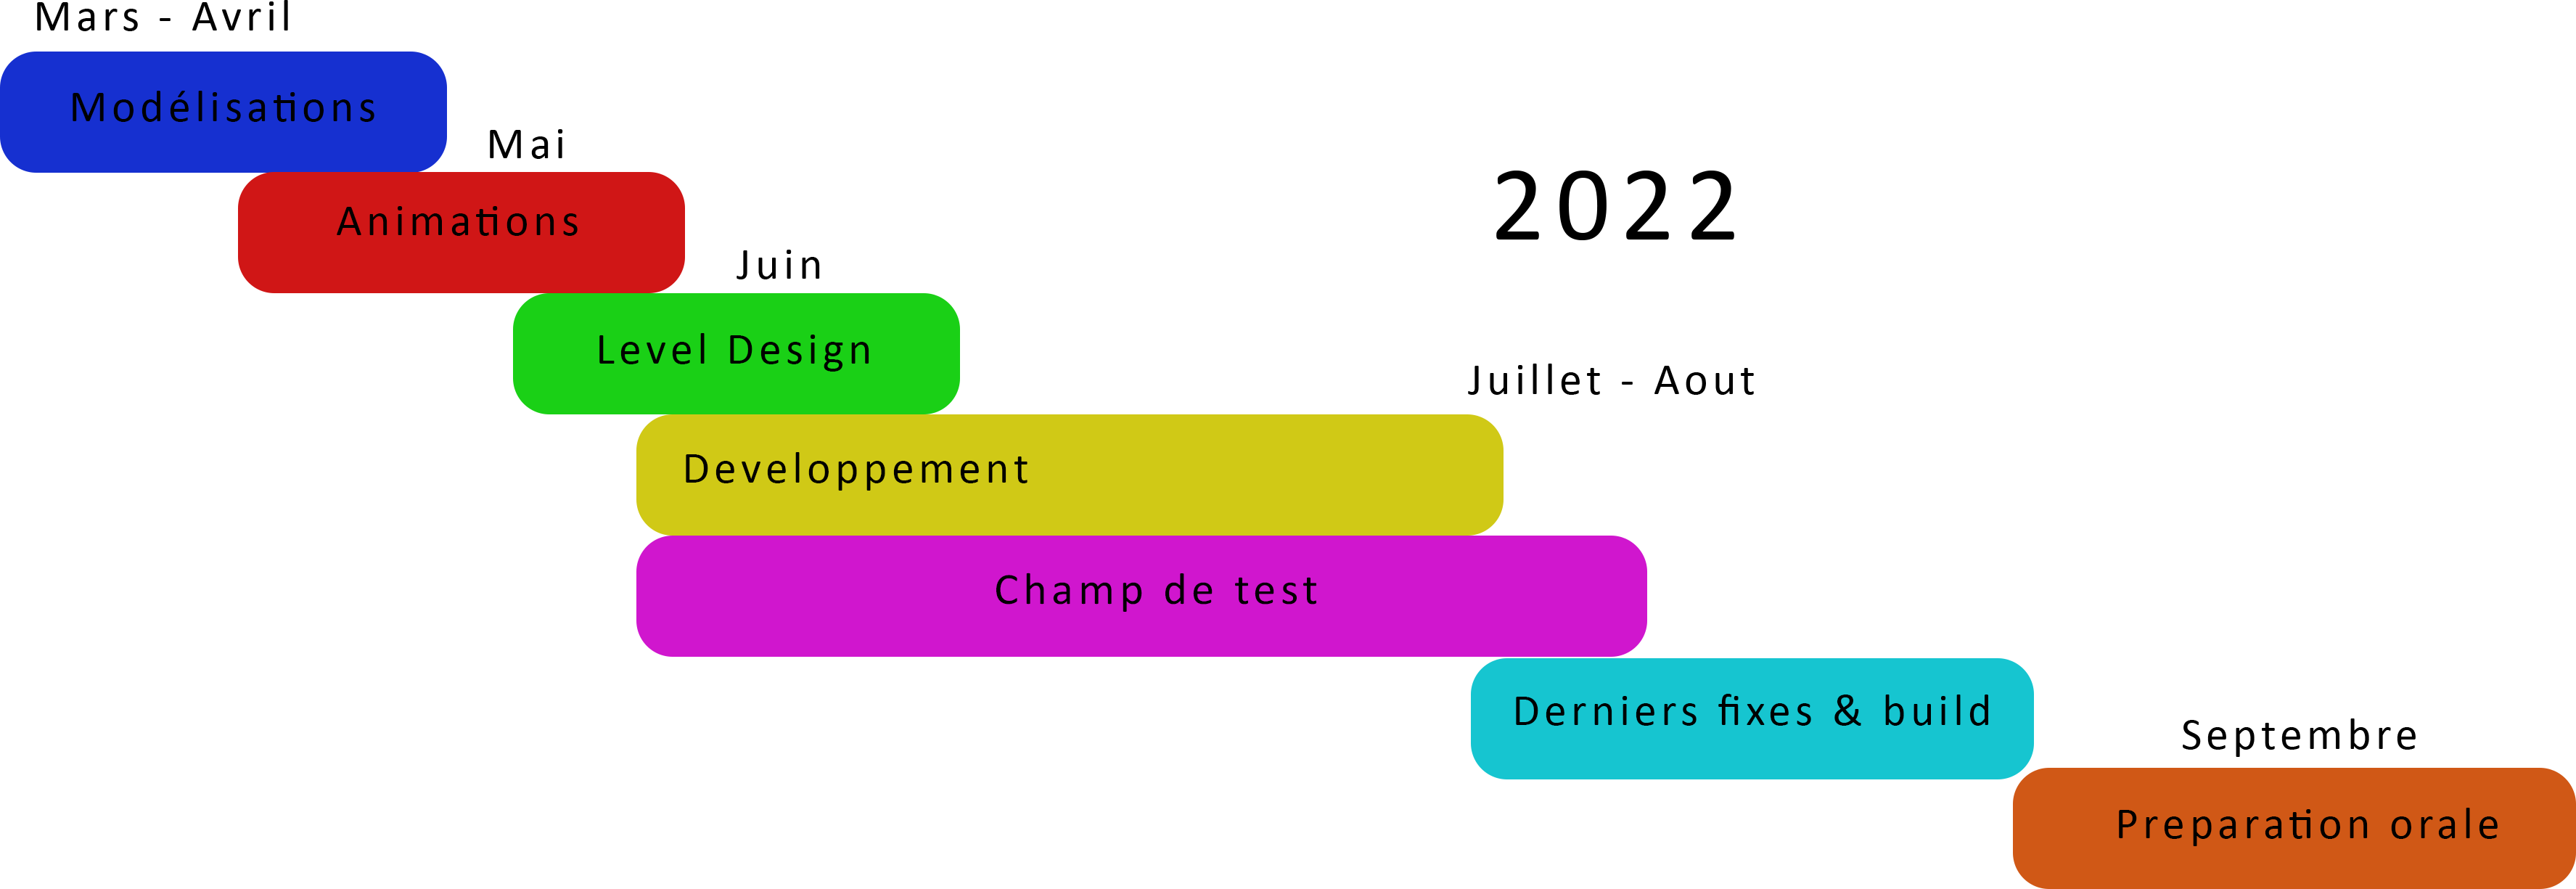 Mars - Avril
Modélisations
Mai
Animations
2022
Juin
Level Design
Juillet - Aout
Developpement
Champ de test
Derniers fixes & build
Septembre
Preparation orale